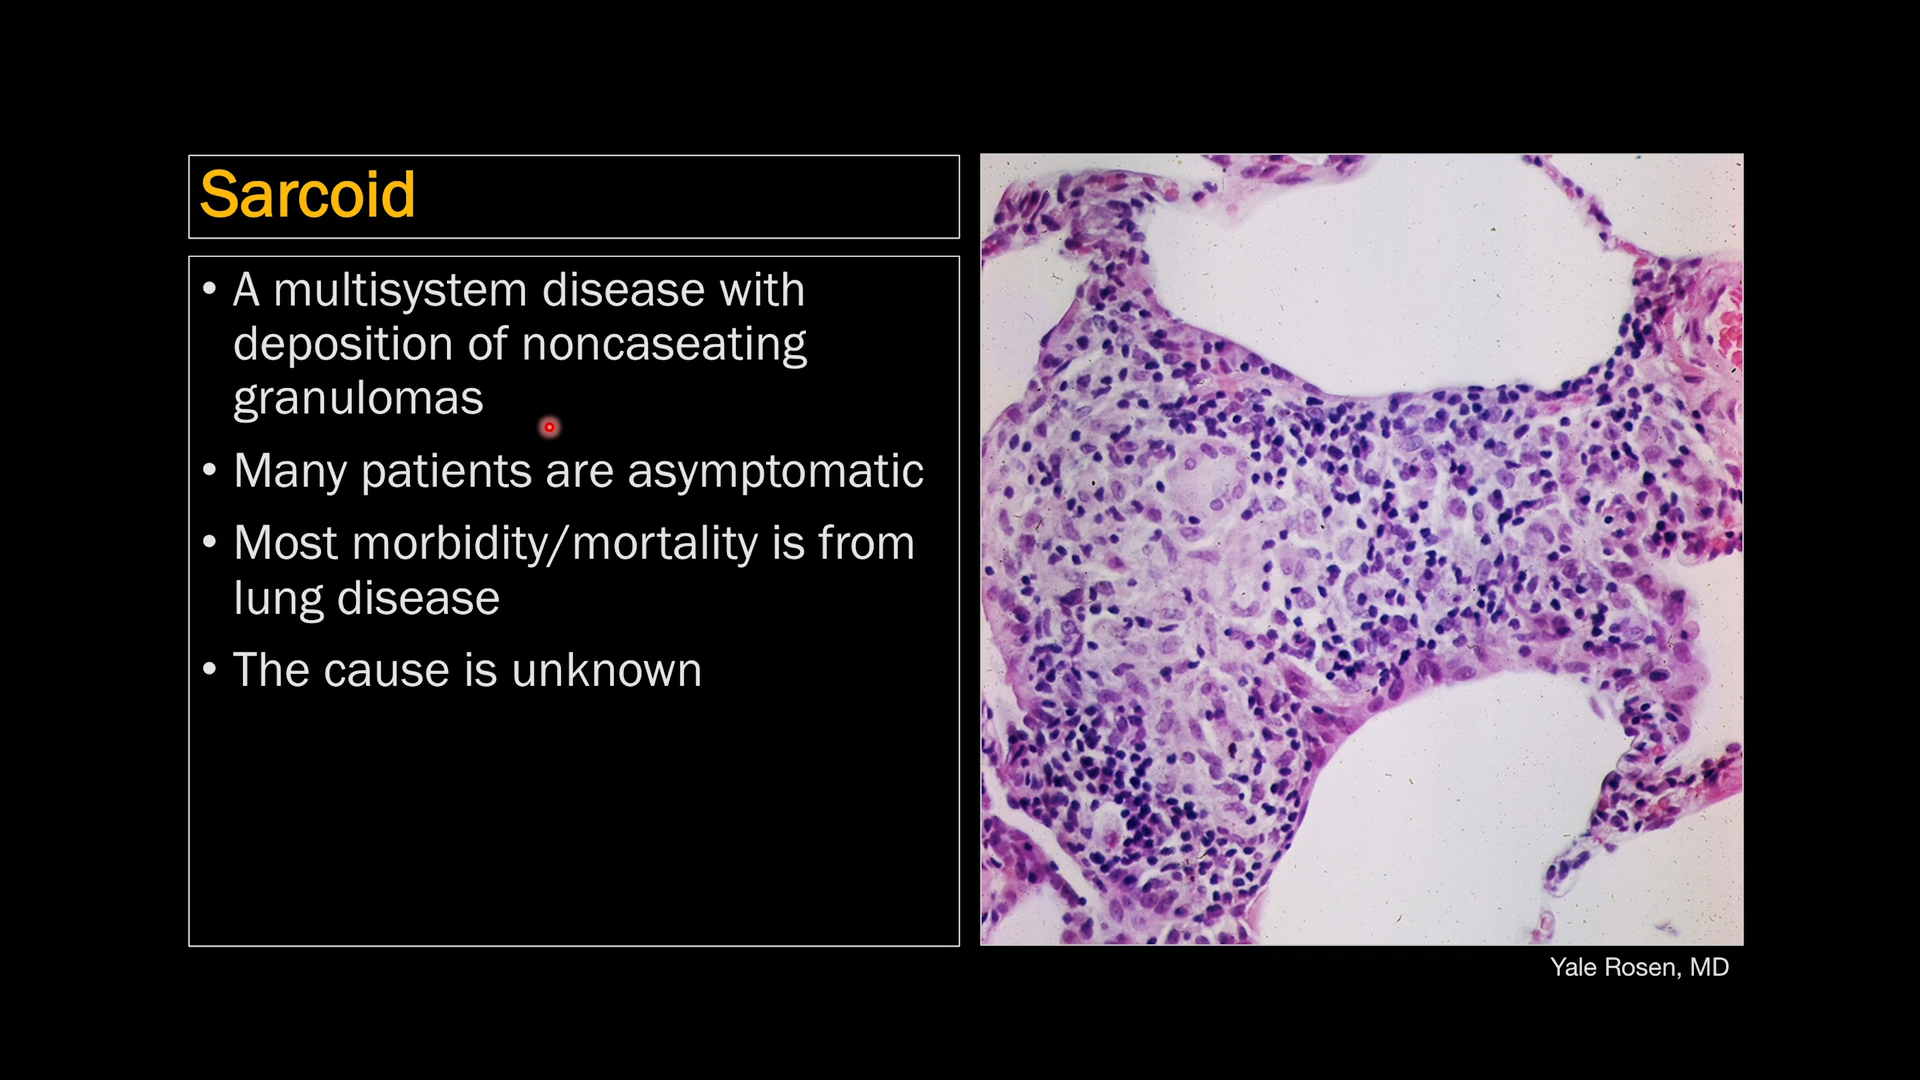 Sarcoid
• A multisystem disease with
deposition of noncaseating
granulomas
• Many patients are asymptomatic
• Most morbidity/mortality is from
lung disease
• The cause is unknown
Yale Rosen, MD